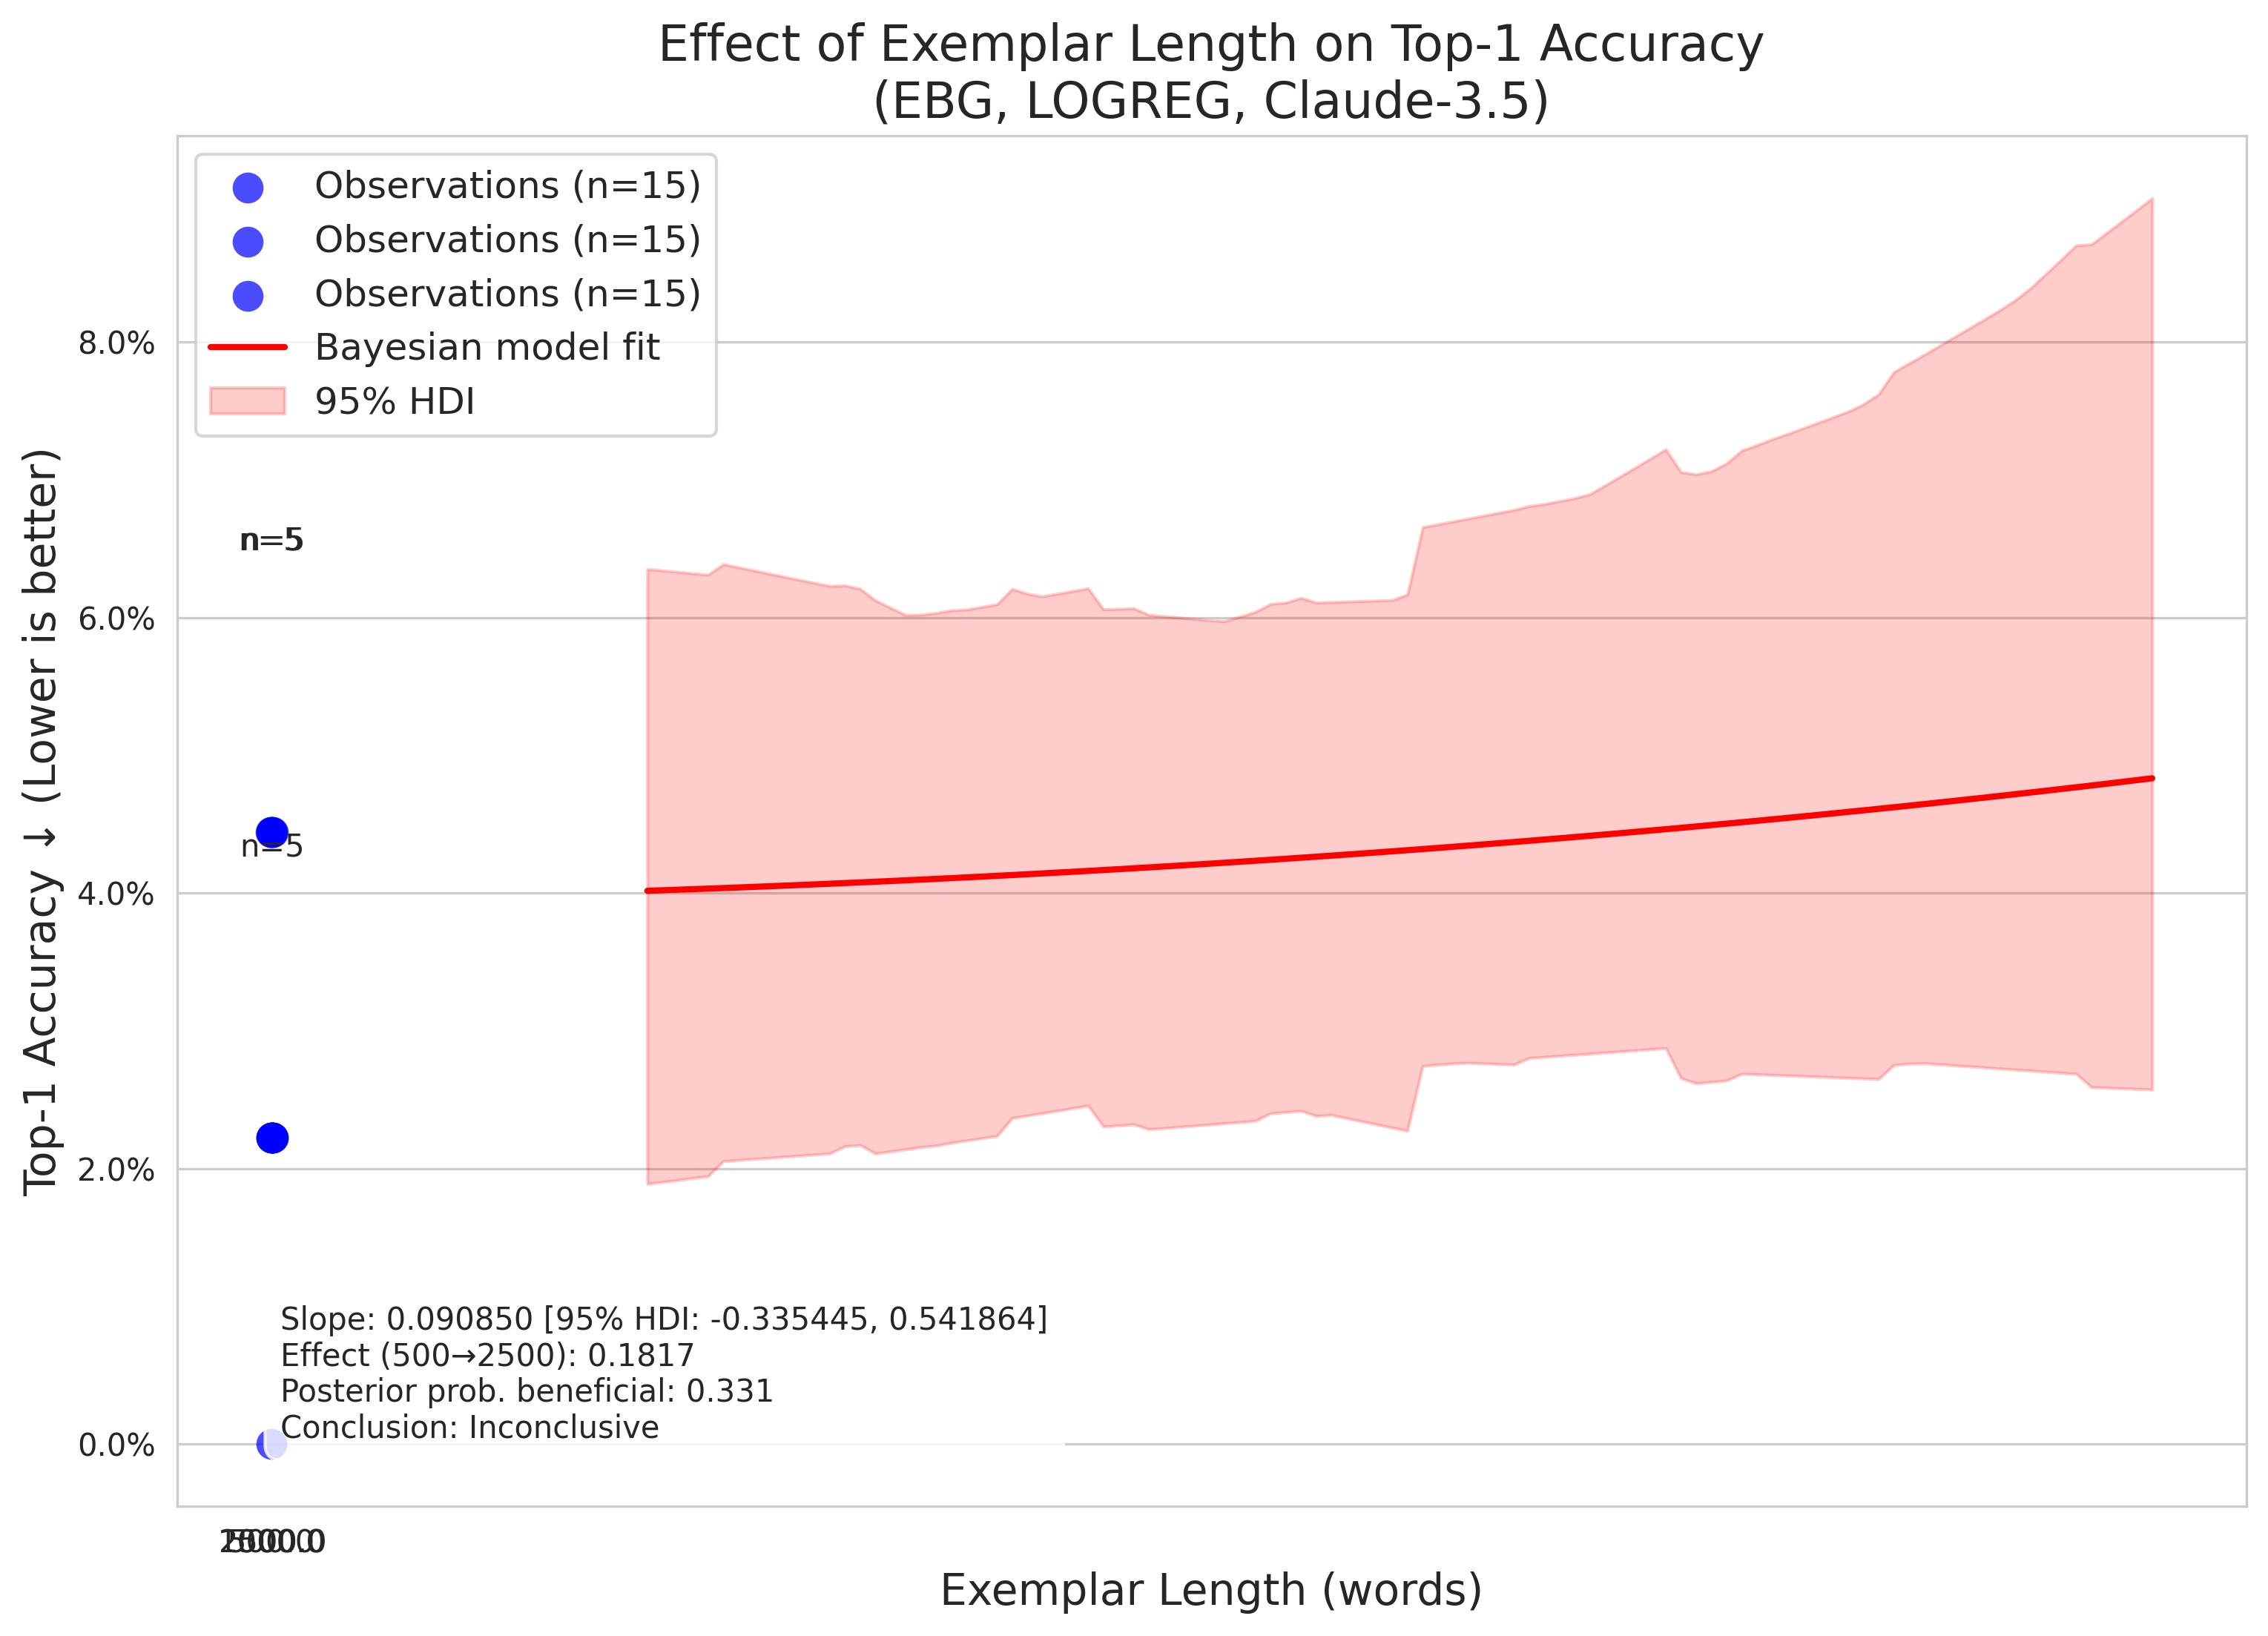 Effect of Exemplar Length on Top-1 Accuracy
(EBG, LOGREG, Claude-3.5)
Observations (n=15)
Observations (n=15)
Observations (n=15)
Bayesian model fit
95% HDI
8.0%
6.0%
4.0%
2.0%
0.0%
Top-1 Accuracy ↓ (Lower is better)
n=5
n=5
Slope: 0.090850 [95% HDI: -0.335445, 0.541864]
Effect (500→2500): 0.1817
Posterior prob. beneficial: 0.331
Conclusion: Inconclusive
Exemplar Length (words)